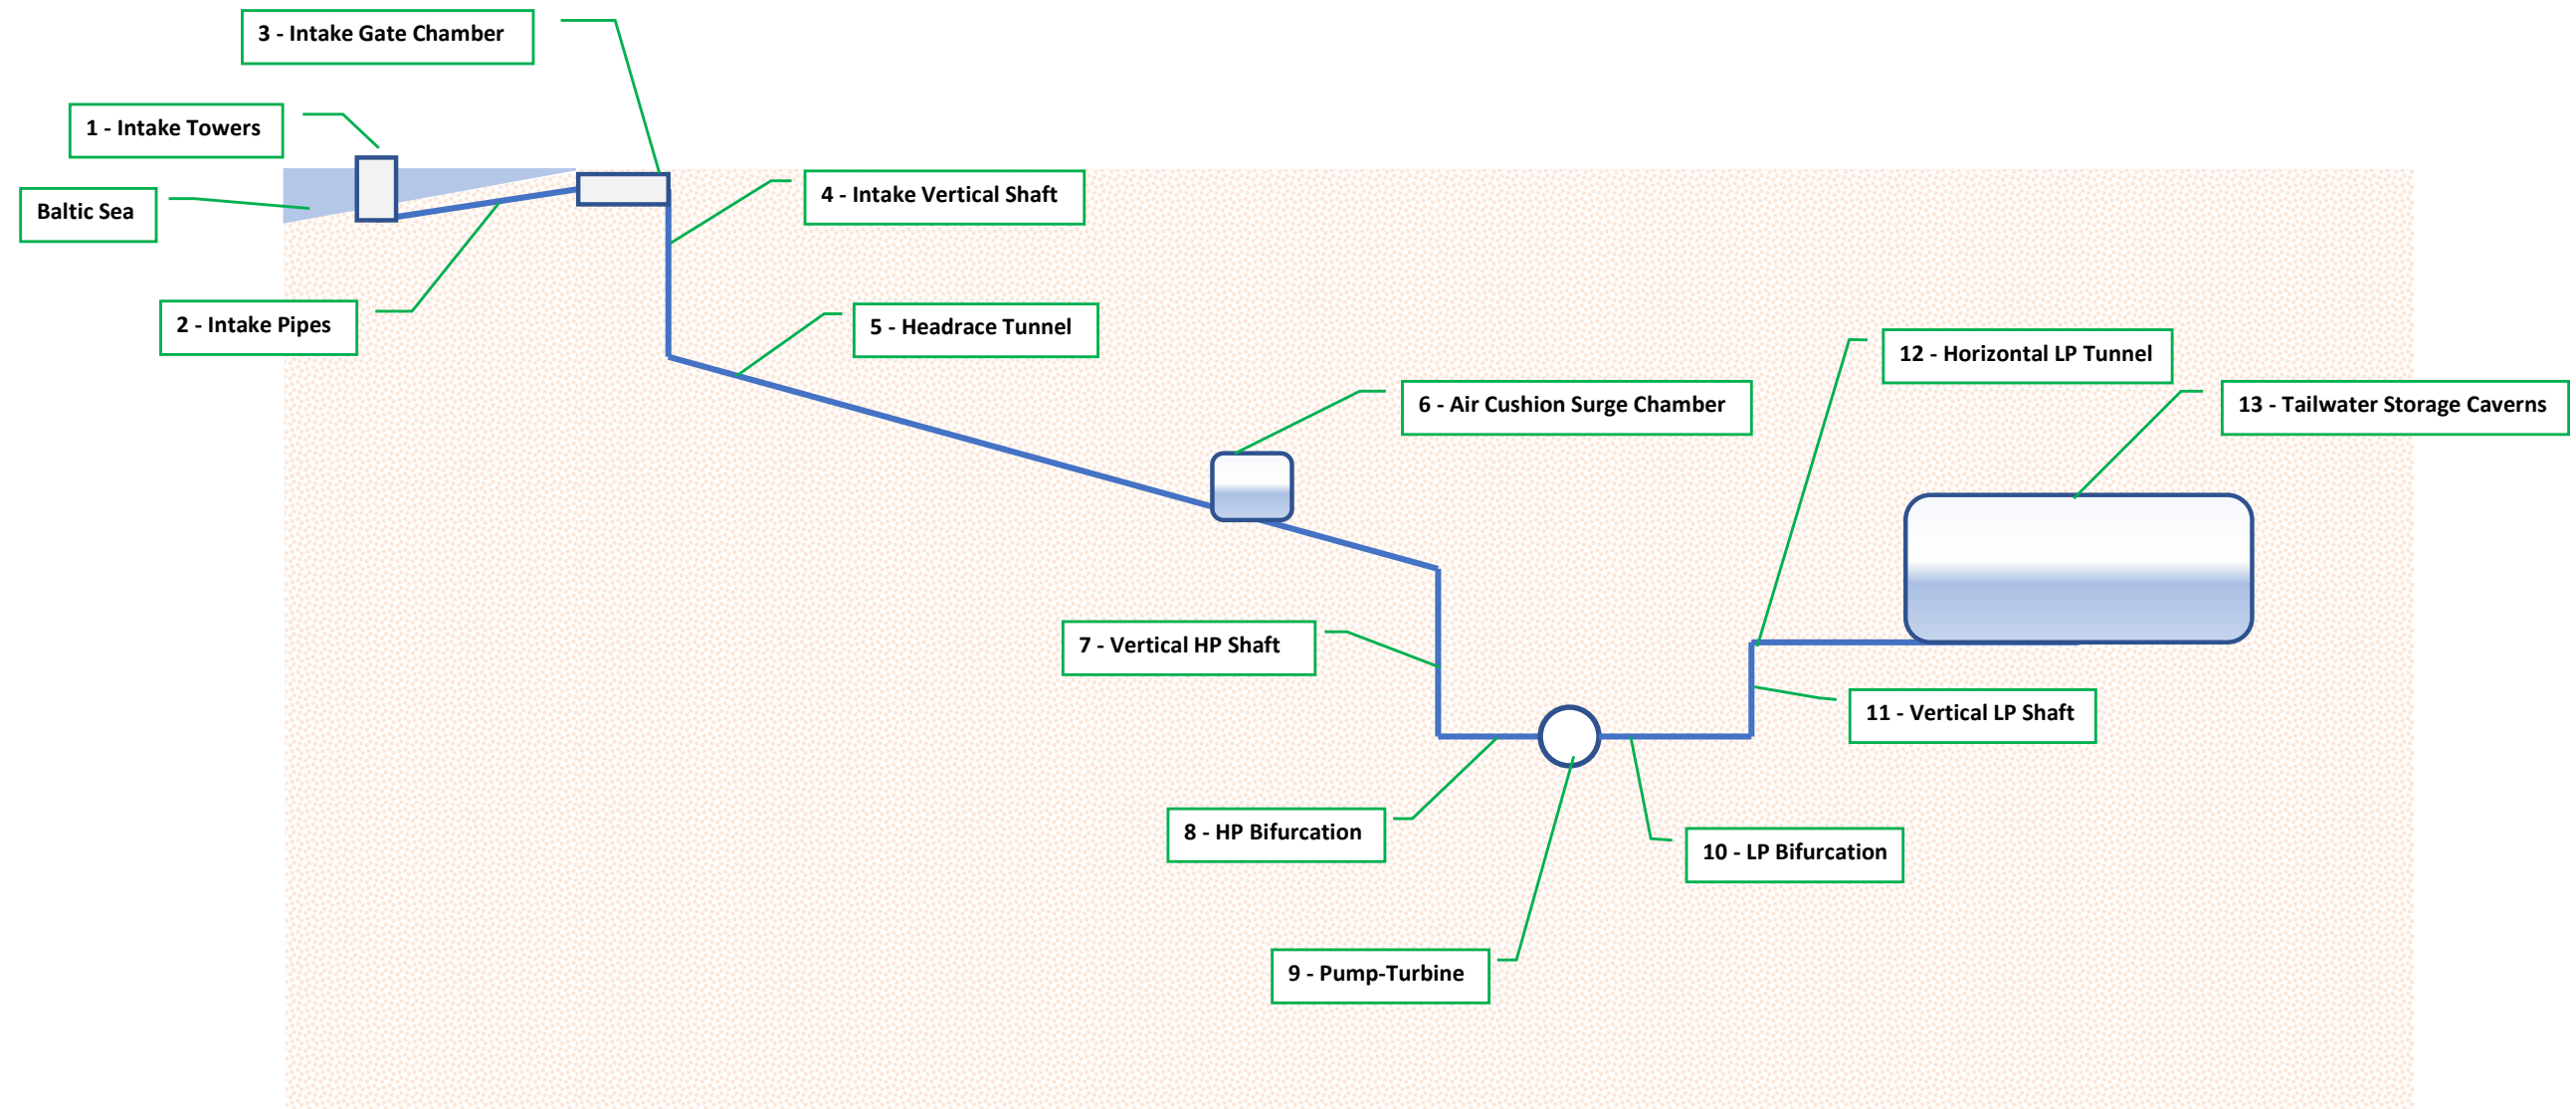 3 - Intake Gate Chamber
1 - Intake Towers
Baltic Sea
4 - Intake Vertical Shaft
2 - Intake Pipes
5 - Headrace Tunnel
12 - Horizontal LP Tunnel
6 - Air Cushion Surge Chamber
13 - Tailwater Storage Caverns
7 - Vertical HP Shaft
11 - Vertical LP Shaft
8 - HP Bifurcation
10 - LP Bifurcation
9 - Pump-Turbine